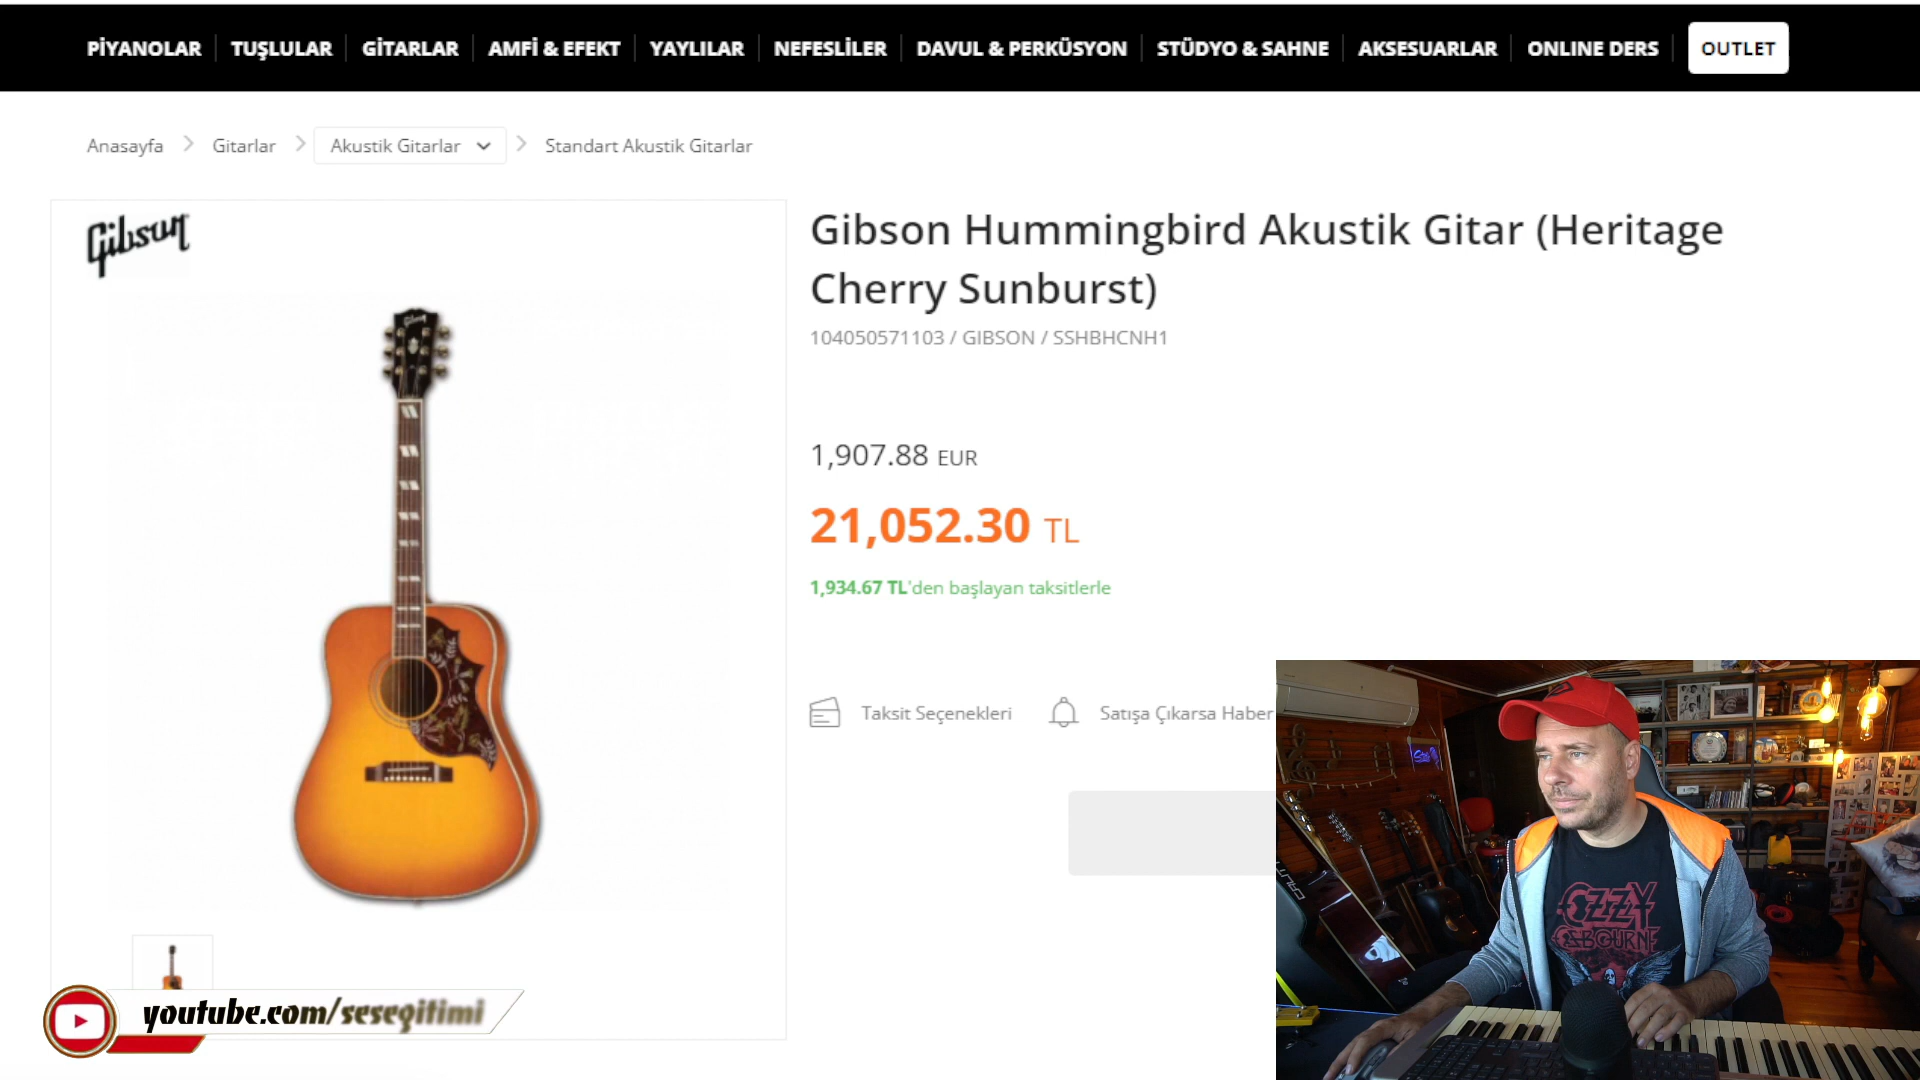 PİYANOLAR TUŞLULAR GİTARLAR AMFİ & EFEKT YAYLILAR NEFESLİLER DAVUL & PERKÜSYON STÜDYO & SAHNE AKSESUARLAR ONLINE DERS OUTLET
Anasayfa Gitarlar Akustik Gitarlar Standart Akustik Gitarlar
Gibson
Gibson Hummingbird Akustik Gitar (Heritage
Cherry Sunburst)
104050571103 / GIBSON / SSHBHCNH1
1,907.88 EUR
21,052.30 TL
1,934.67 TL'den başlayan taksitlerle
Taksit Seçenekleri Satışa Çıkarsa Haber
OZZY
OSBOURNE
youtube.com/sesegitimi